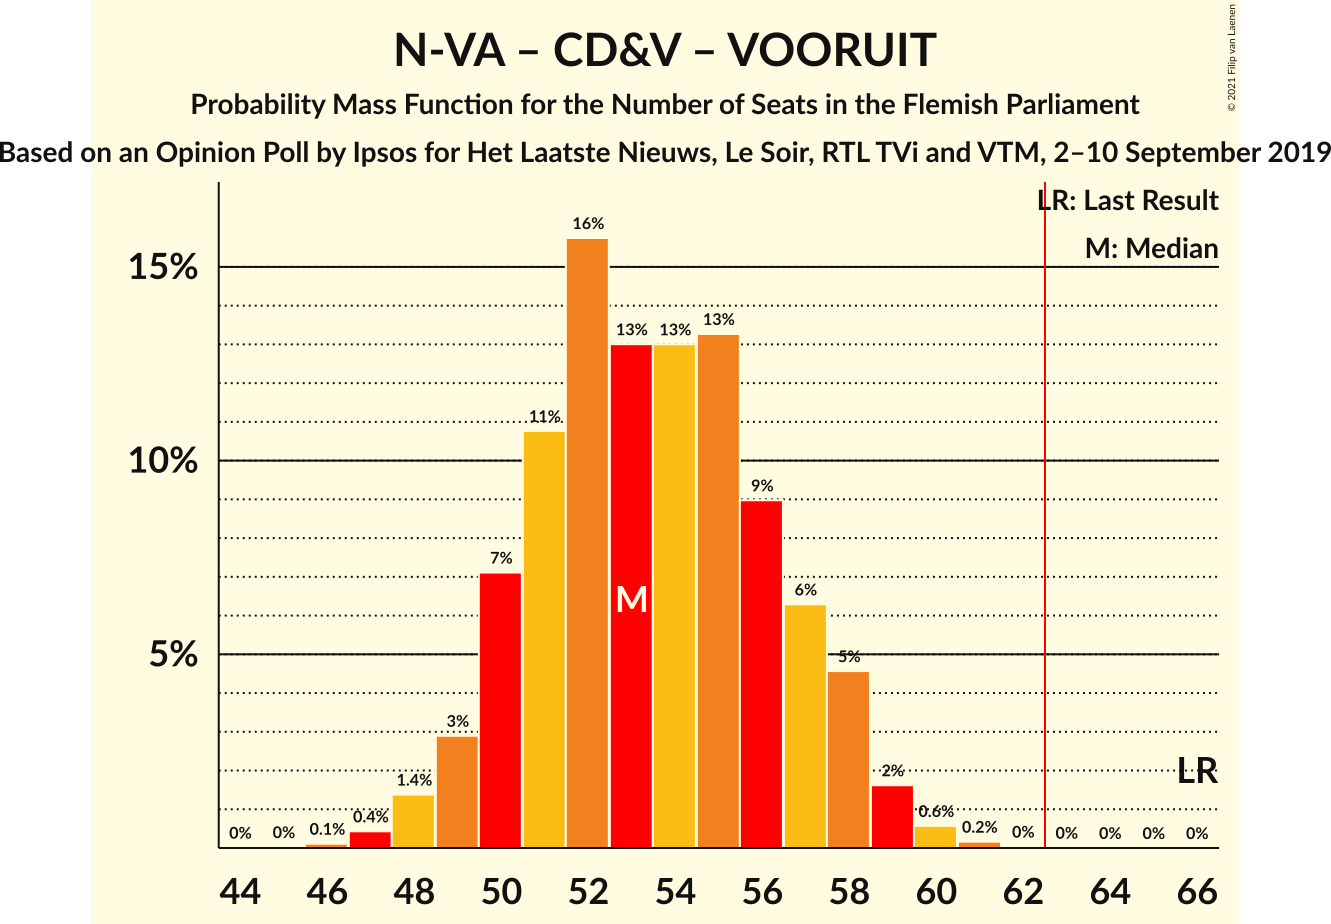 N-VA – CD&V – VOORUIT
Probability Mass Function for the Number of Seats in the Flemish Parliament
Based on an Opinion Poll by Ipsos for Het Laatste Nieuws, Le Soir, RTL TVi and VTM, 2–10 September 2019
© 2021 Filip van Laenen
LR: Last Result
M: Median
15%
10%
5%
0%
0%
0.1%
0.4%
1.4%
3%
7%
11%
16%
13%
13%
13%
9%
6%
5%
2%
0.6%
0.2%
0%
0%
0%
0%
0%
M
LR
44 46 48 50 52 54 56 58 60 62 64 66